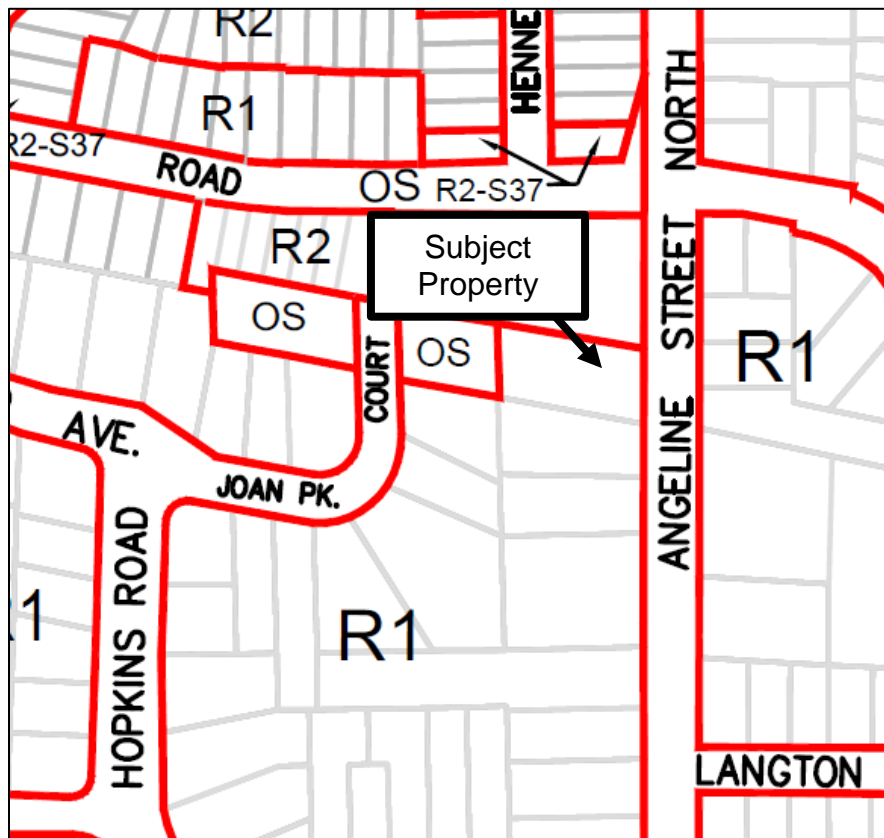 R2
HENNE
R1
R2-S37
ROAD
OS
R2-S37
NORTH
R2
Subject
Property
OS
OS
COURT
STREET
R1
AVE.
JOAN PK.
ANGELINE
HOPKINS ROAD
R1
R1
LANGTON